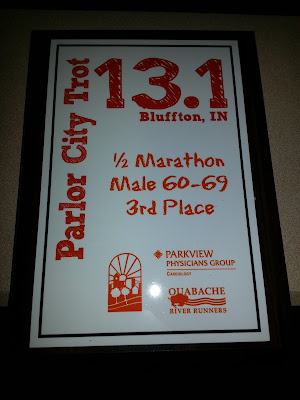 Parlor City Trot
13.1
Bluffton, IN
½ Marathon
Male 60-69
3rd Place
PARKVIEW
PHYSICIANS GROUP
CARDIOLOGY
OUABACHE
RIVER RUNNERS